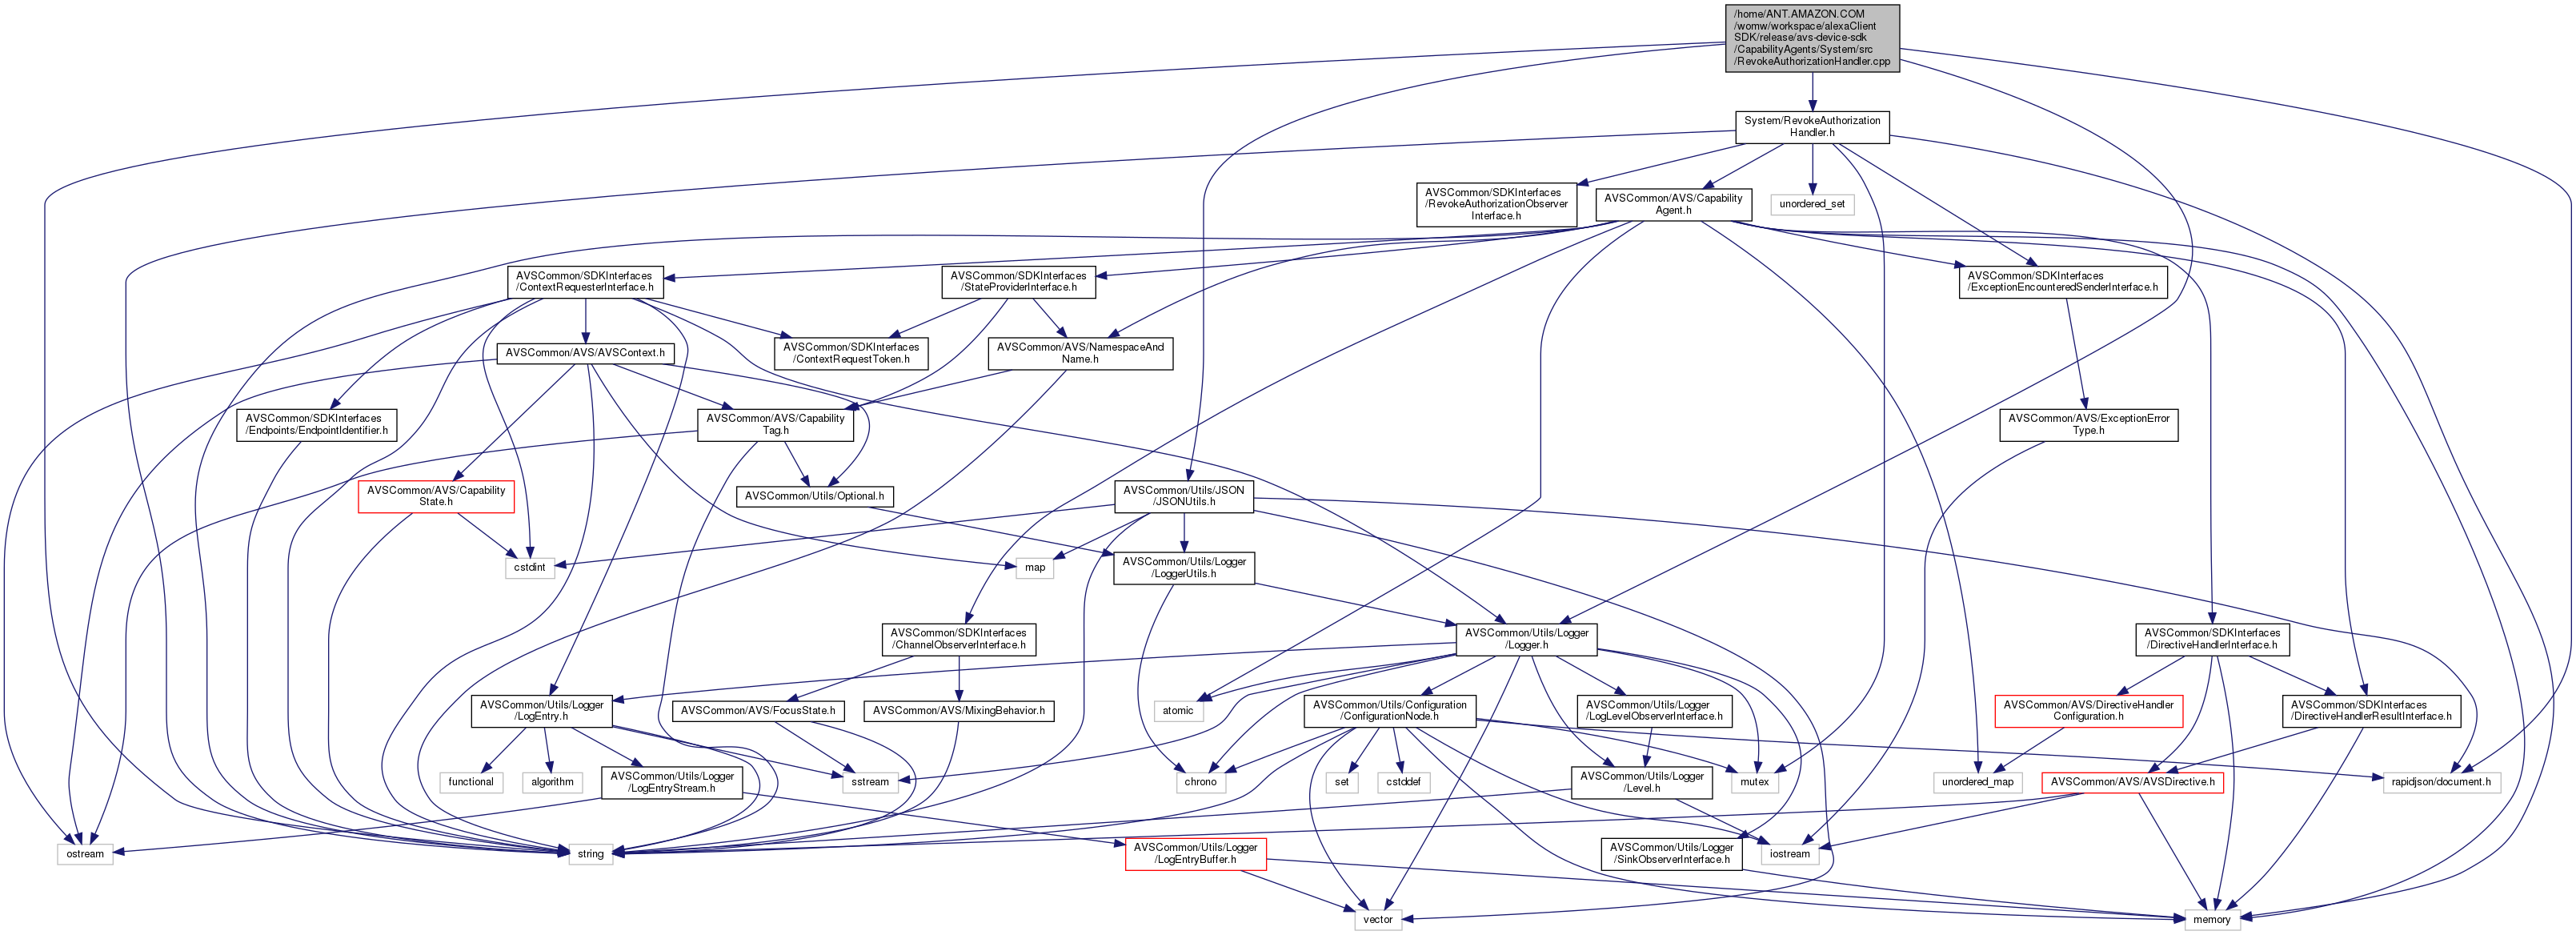 /home/ANT.AMAZON.COM
/womw/workspace/alexaClient
SDK/release/avs-device-sdk
/CapabilityAgents/System/src
/RevokeAuthorizationHandler.cpp
System/RevokeAuthorization
Handler.h
AVSCommon/SDKInterfaces
/RevokeAuthorizationObserver
Interface.h
AVSCommon/AVS/Capability
Agent.h
unordered_set
AVSCommon/SDKInterfaces
/ContextRequesterInterface.h
AVSCommon/SDKInterfaces
/StateProviderInterface.h
AVSCommon/SDKInterfaces
/ExceptionEncounteredSenderInterface.h
AVSCommon/AVS/AVSContext.h
AVSCommon/SDKInterfaces
/ContextRequestToken.h
AVSCommon/AVS/NamespaceAnd
Name.h
AVSCommon/SDKInterfaces
/Endpoints/EndpointIdentifier.h
AVSCommon/AVS/Capability
Tag.h
AVSCommon/AVS/ExceptionError
Type.h
AVSCommon/AVS/Capability
State.h
AVSCommon/Utils/Optional.h
AVSCommon/Utils/JSON
/JSONUtils.h
cstdint
map
AVSCommon/Utils/Logger
/LoggerUtils.h
AVSCommon/SDKInterfaces
/ChannelObserverInterface.h
AVSCommon/Utils/Logger
/Logger.h
AVSCommon/SDKInterfaces
/DirectiveHandlerInterface.h
AVSCommon/Utils/Logger
/LogEntry.h
AVSCommon/AVS/FocusState.h
AVSCommon/AVS/MixingBehavior.h
atomic
AVSCommon/Utils/Configuration
/ConfigurationNode.h
AVSCommon/Utils/Logger
/LogLevelObserverInterface.h
AVSCommon/AVS/DirectiveHandler
Configuration.h
AVSCommon/SDKInterfaces
/DirectiveHandlerResultInterface.h
functional
algorithm
AVSCommon/Utils/Logger
/LogEntryStream.h
sstream
chrono
set
cstddef
mutex
AVSCommon/Utils/Logger
/Level.h
unordered_map
AVSCommon/AVS/AVSDirective.h
rapidjson/document.h
ostream
string
AVSCommon/Utils/Logger
/LogEntryBuffer.h
AVSCommon/Utils/Logger
/SinkObserverInterface.h
iostream
vector
memory